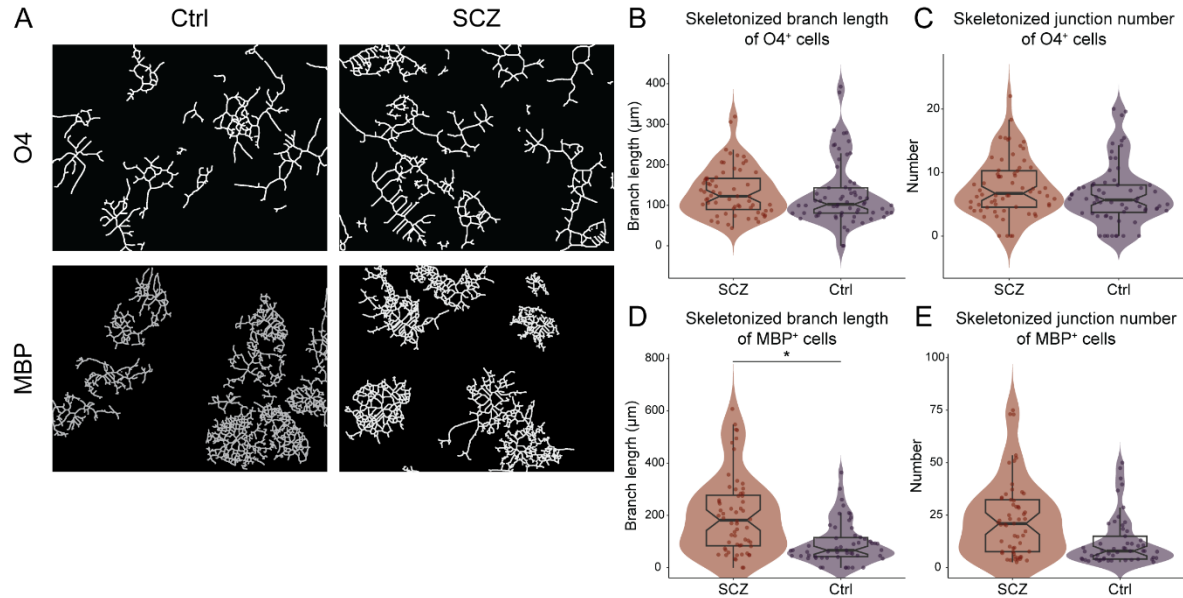 A
Ctrl
SCZ
O4
MBP
B
Skeletonized branch length
of O4⁺ cells
Branch length (µm)
400
300
200
100
0
SCZ
Ctrl
C
Skeletonized junction number
of O4⁺ cells
Number
20
10
0
SCZ
Ctrl
D
Skeletonized branch length
of MBP⁺ cells
Branch lengrh (µm)
800
600
400
200
0
*
SCZ
Ctrl
E
Skeletonized junction number
of MBP⁺ cells
Number
100
75
50
25
0
SCZ
Ctrl